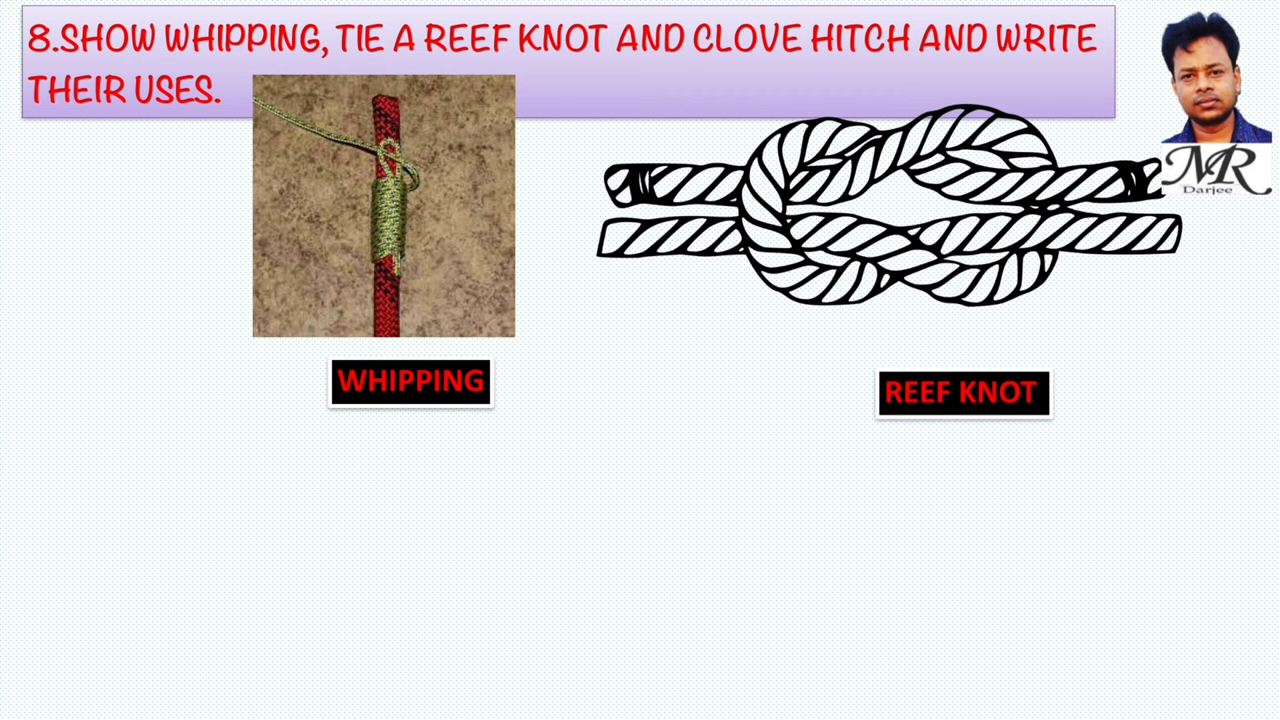 8.SHOW WHIPPING, TIE A REEF KNOT AND CLOVE HITCH AND WRITE
THEIR USES.
MR
Darjee
WHIPPING
REEF KNOT